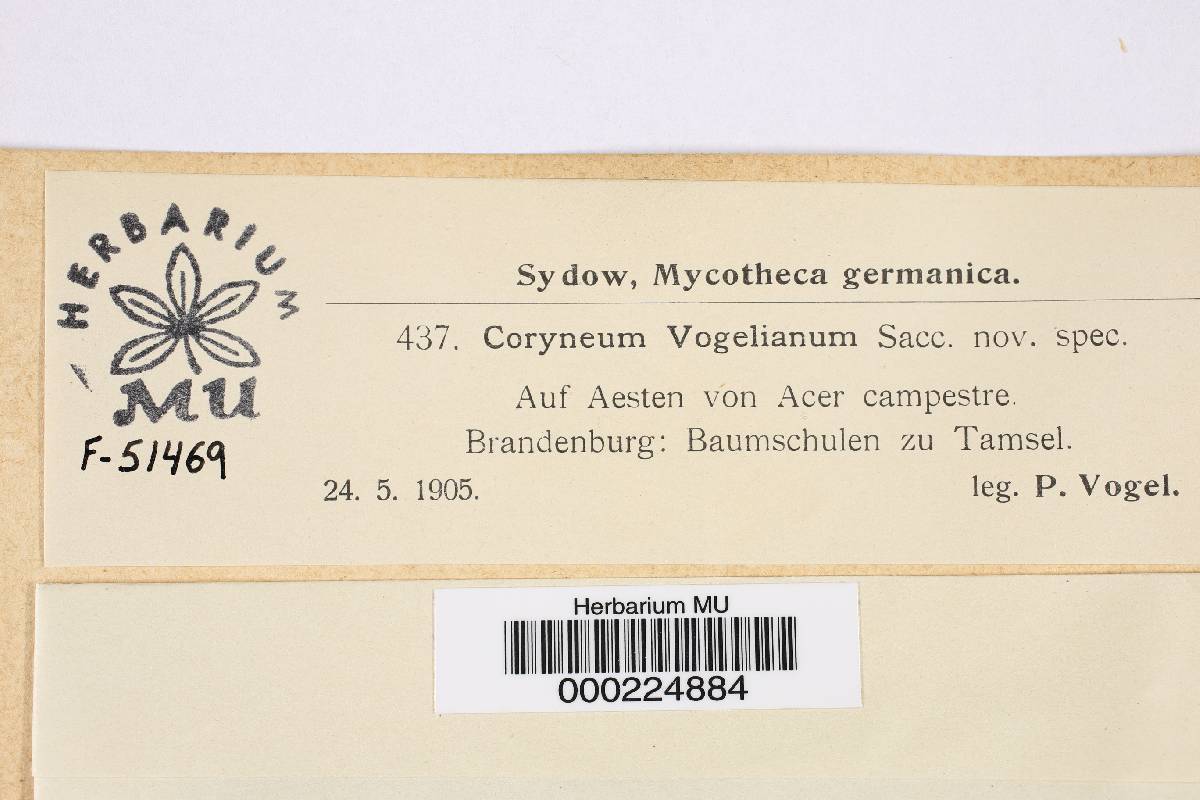 HERBARIUM
MU
F-51469
Sydow, Mycotheca germanica.
437. Coryneum Vogelianum Sacc. nov. spec.
Auf Aesten von Acer campestre.
Brandenburg: Baumschulen zu Tamsel.
24. 5. 1905. leg. P. Vogel.
Herbarium MU
000224884